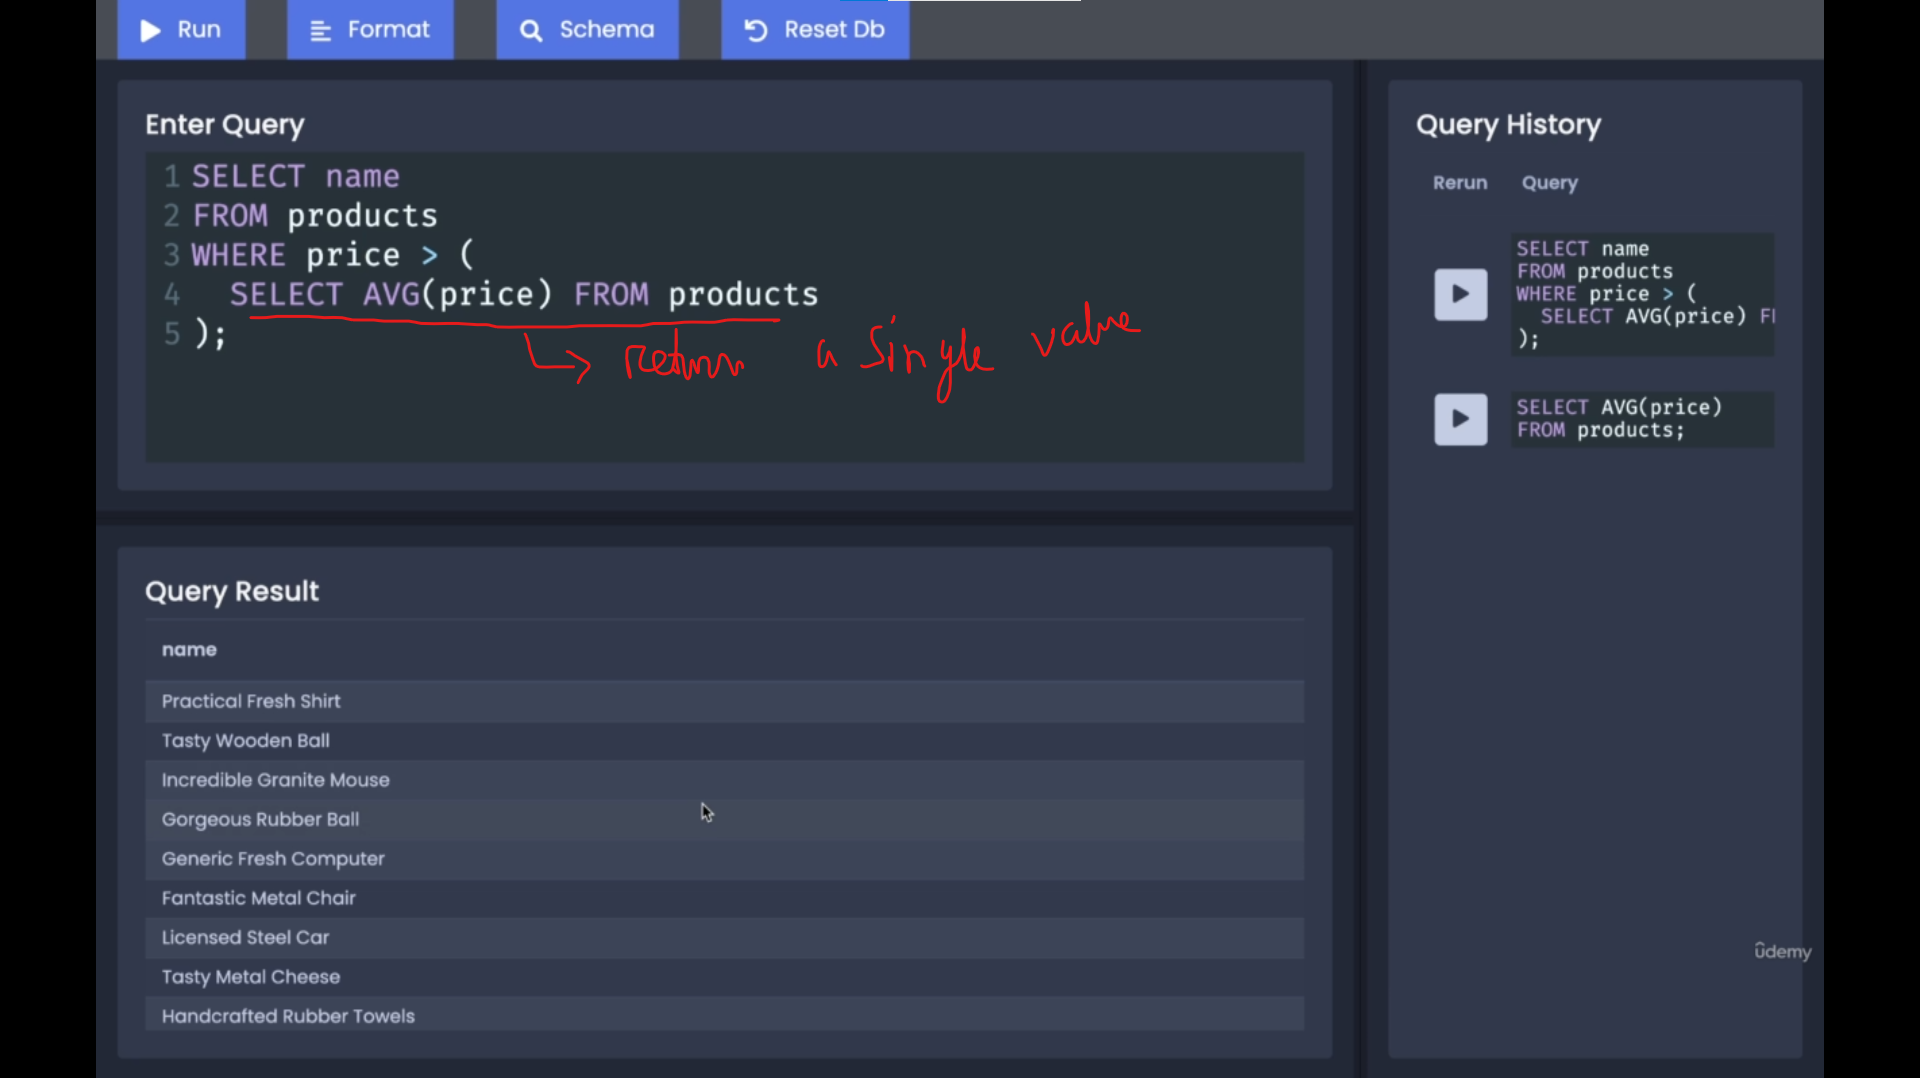 Run Format Schema Reset Db
Enter Query
1 SELECT name
2 FROM products
3 WHERE price > (
4 SELECT AVG(price) FROM products
5 );
return a single value
Query Result
name
Practical Fresh Shirt
Tasty Wooden Ball
Incredible Granite Mouse
Gorgeous Rubber Ball
Generic Fresh Computer
Fantastic Metal Chair
Licensed Steel Car
Tasty Metal Cheese
Handcrafted Rubber Towels
Query History
Rerun Query
SELECT name
FROM products
WHERE price > (
SELECT AVG(price) F
);
SELECT AVG(price)
FROM products;
ûdemy